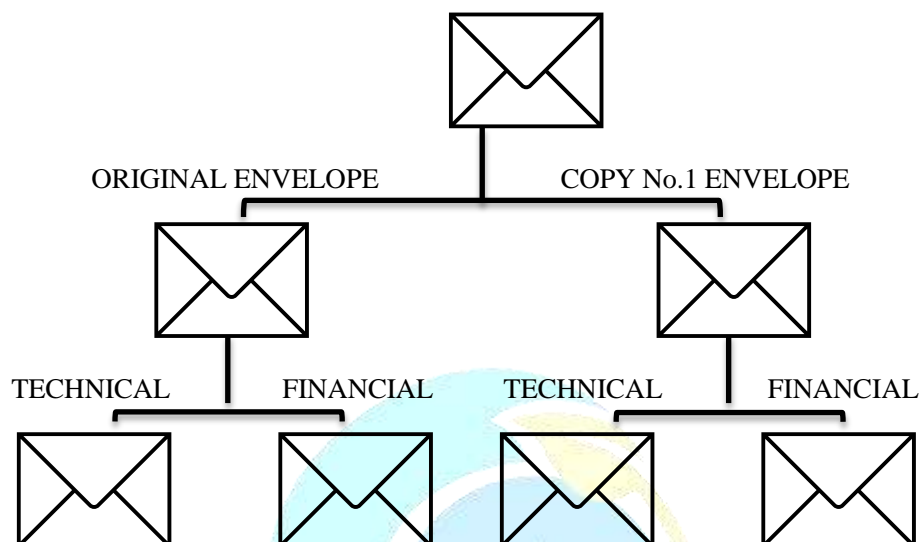 ORIGINAL ENVELOPE COPY No.1 ENVELOPE
TECHNICAL FINANCIAL TECHNICAL FINANCIAL